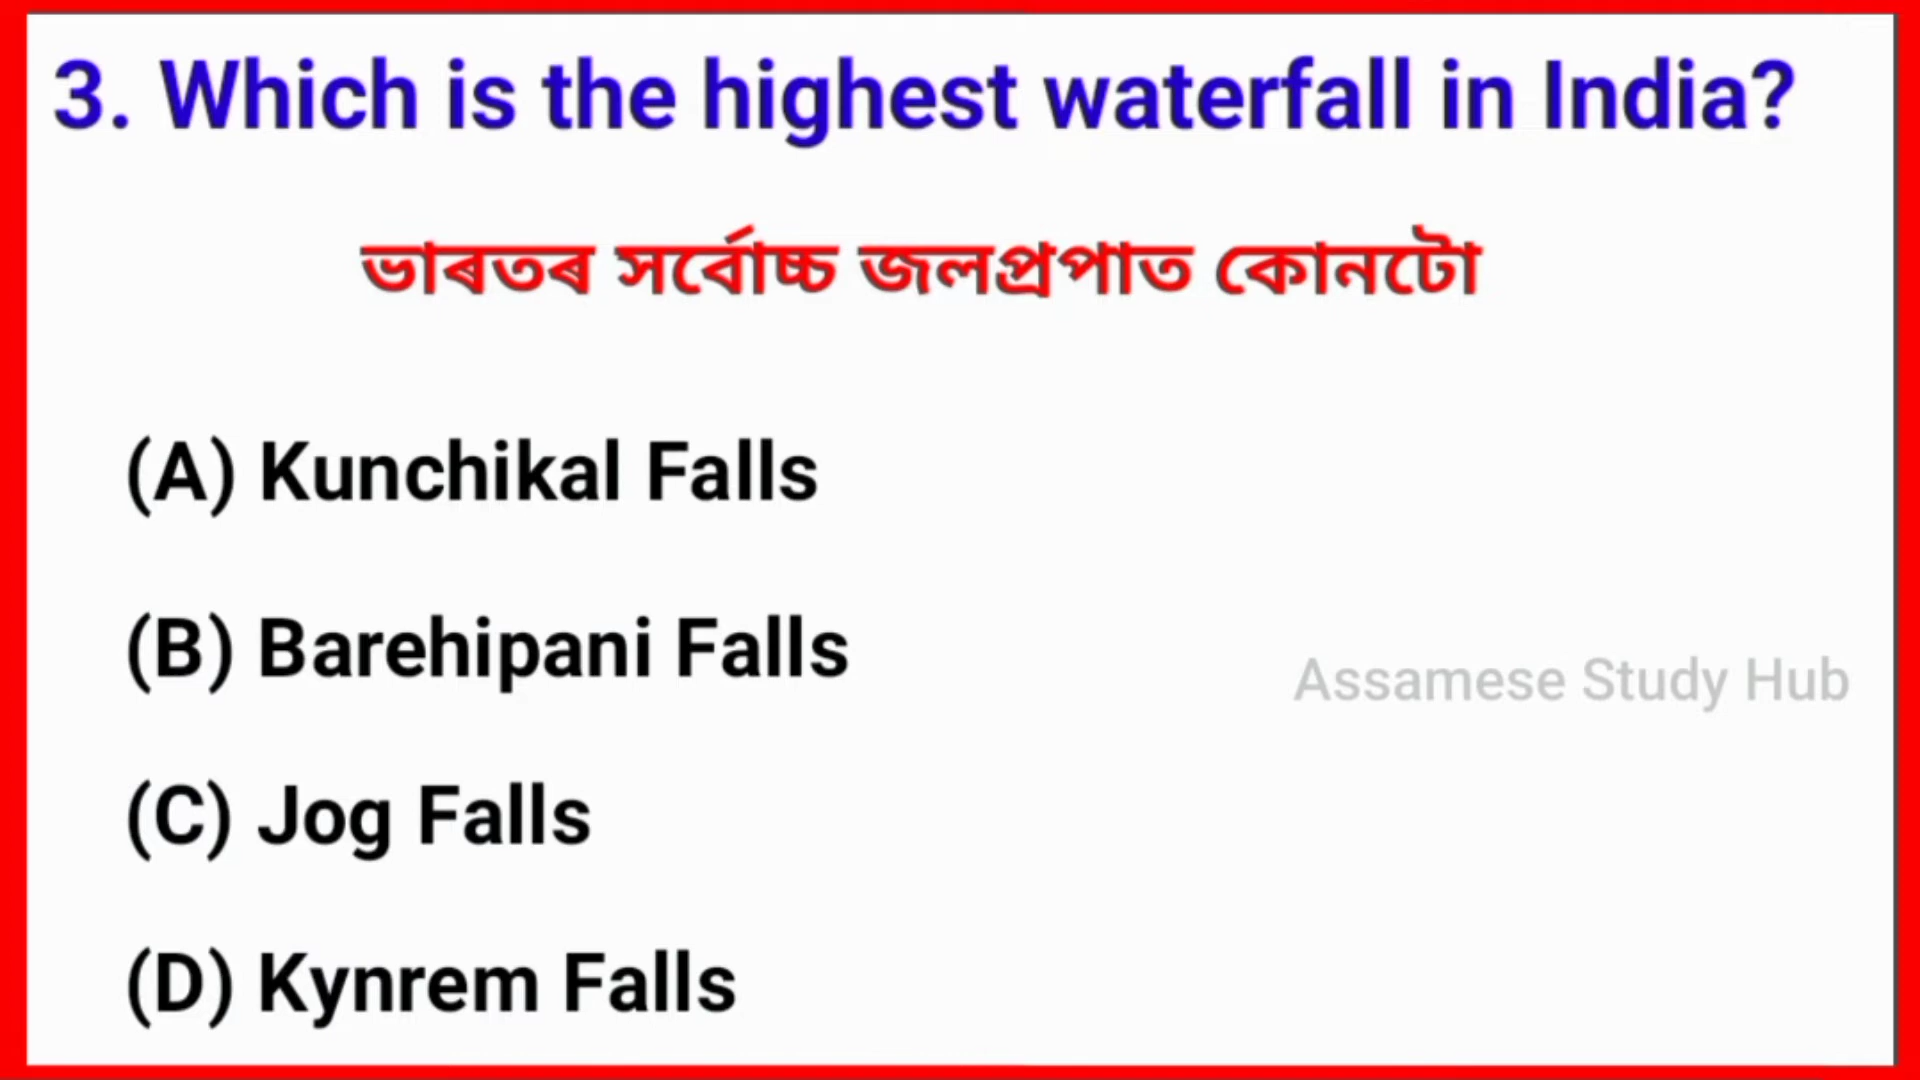 3. Which is the highest waterfall in India?
ভাৰতৰ সৰ্বোচ্চ জলপ্ৰপাত কোনটো
(A) Kunchikal Falls
(B) Barehipani Falls
Assamese Study Hub
(C) Jog Falls
(D) Kynrem Falls